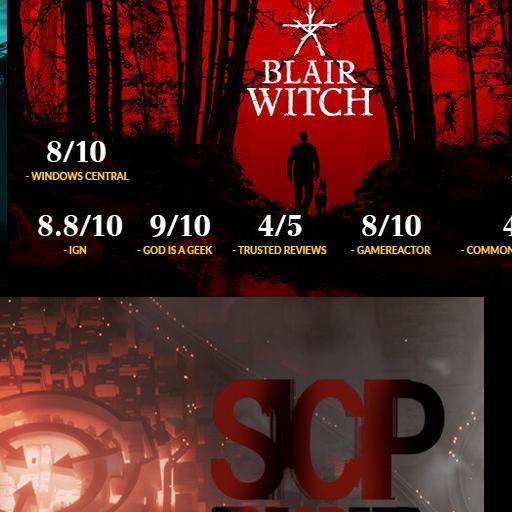 BLAIR
WITCH
8/10
- WINDOWS CENTRAL
8.8/10 9/10 4/5 8/10 4
- IGN - GOD IS A GEEK - TRUSTED REVIEWS - GAMEREACTOR - COMMON
SCP